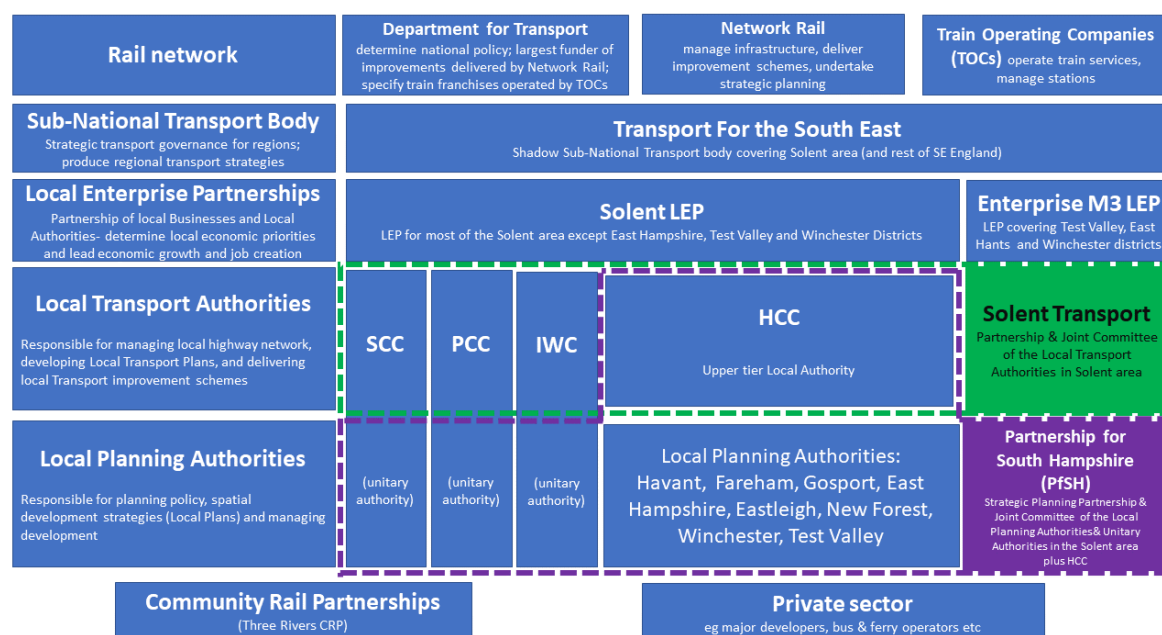 Rail network
Department for Transport
determine national policy; largest funder of
improvements delivered by Network Rail;
specify train franchises operated by TOCs
Network Rail
manage infrastructure, deliver
improvement schemes, undertake
strategic planning
Train Operating Companies
(TOCs) operate train services,
manage stations
Sub-National Transport Body
Strategic transport governance for regions;
produce regional transport strategies
Transport For the South East
Shadow Sub-National Transport body covering Solent area (and rest of SE England)
Local Enterprise Partnerships
Partnership of local Businesses and Local
Authorities- determine local economic priorities
and lead economic growth and job creation
Solent LEP
LEP for most of the Solent area except East Hampshire, Test Valley and Winchester Districts
Enterprise M3 LEP
LEP covering Test Valley, East
Hants and Winchester districts
Local Transport Authorities
Responsible for managing local highway network,
developing Local Transport Plans, and delivering
local Transport improvement schemes
SCC
PCC
IWC
HCC
Upper tier Local Authority
Solent Transport
Partnership & Joint Committee
of the Local Transport
Authorities in Solent area
Local Planning Authorities
Responsible for planning policy, spatial
development strategies (Local Plans) and managing
development
(unitary
authority)
(unitary
authority)
(unitary
authority)
Local Planning Authorities:
Havant, Fareham, Gosport, East
Hampshire, Eastleigh, New Forest,
Winchester, Test Valley
Partnership for
South Hampshire
(PfSH)
Strategic Planning Partnership &
Joint Committee of the Local
Planning Authorities& Unitary
Authorities in the Solent area
plus HCC
Community Rail Partnerships
(Three Rivers CRP)
Private sector
eg major developers, bus & ferry operators etc